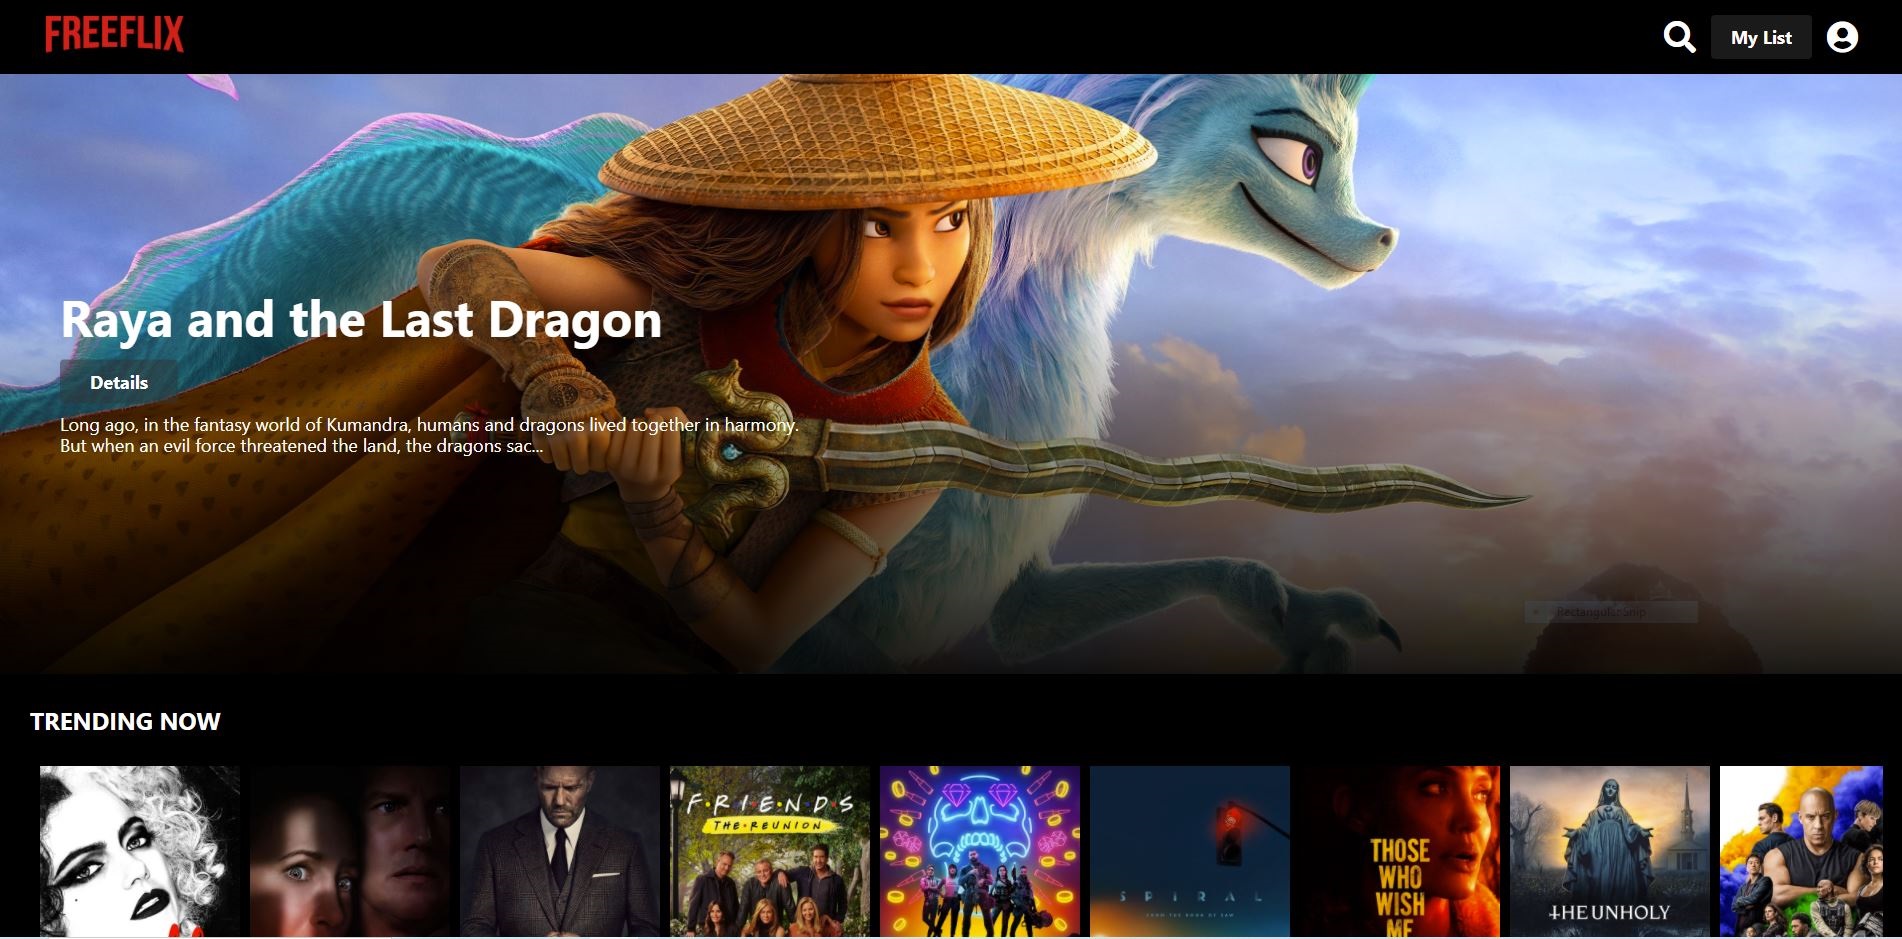 FREEFLIX
My List
Raya and the Last Dragon
Details
Long ago, in the fantasy world of Kumandra, humans and dragons lived together in harmony.
But when an evil force threatened the land, the dragons sac...
Rectangular Snip
TRENDING NOW
FRIENDS
THE REUNION
SPIRAL
FROM THE BOOK OF SAW
THOSE
WHO
WISH
ME
THE UNHOLY